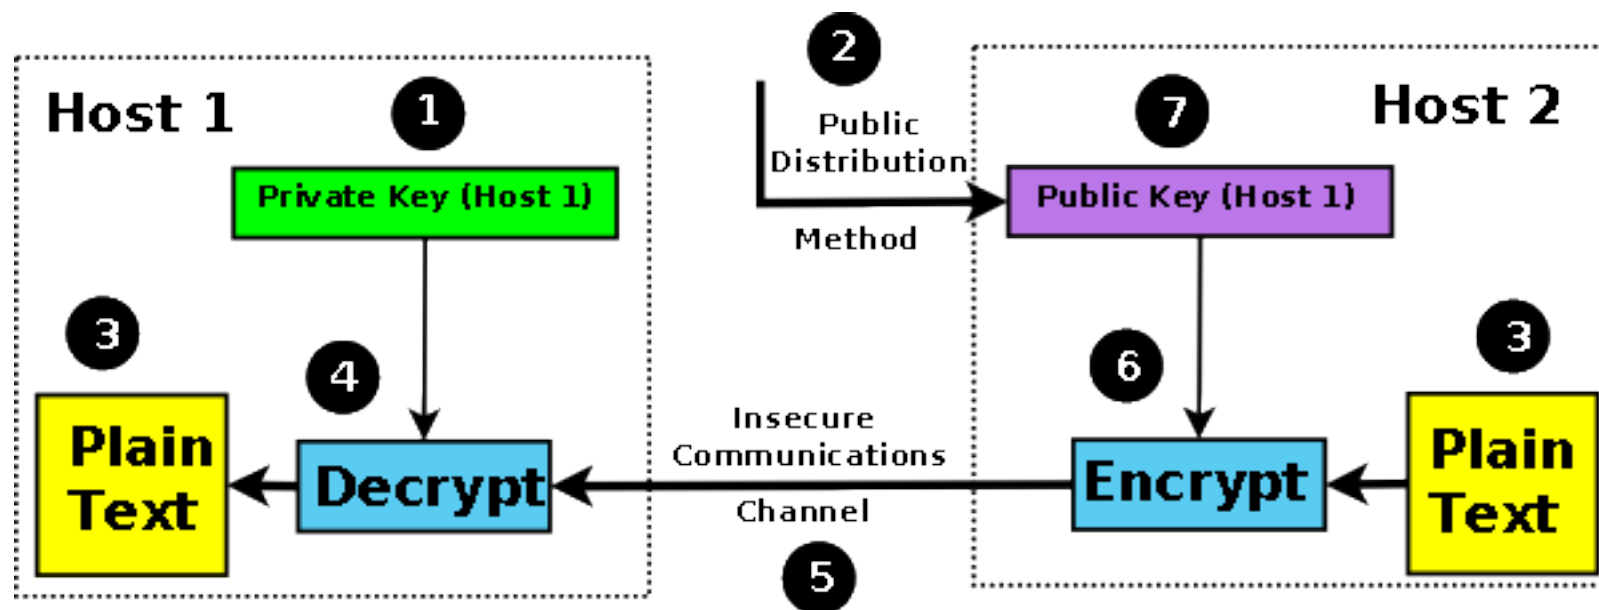 Host 1
1
Private Key (Host 1)
3
4
Plain
Text
Decrypt
2
Public
Distribution
Method
Insecure
Communications
Channel
5
Host 2
7
Public Key (Host 1)
6
3
Encrypt
Plain
Text